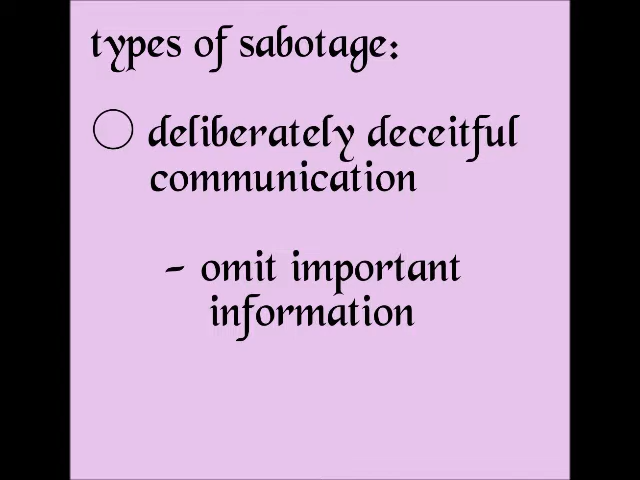 types of sabotage:
◯ deliberately deceitful
communication
- omit important
information